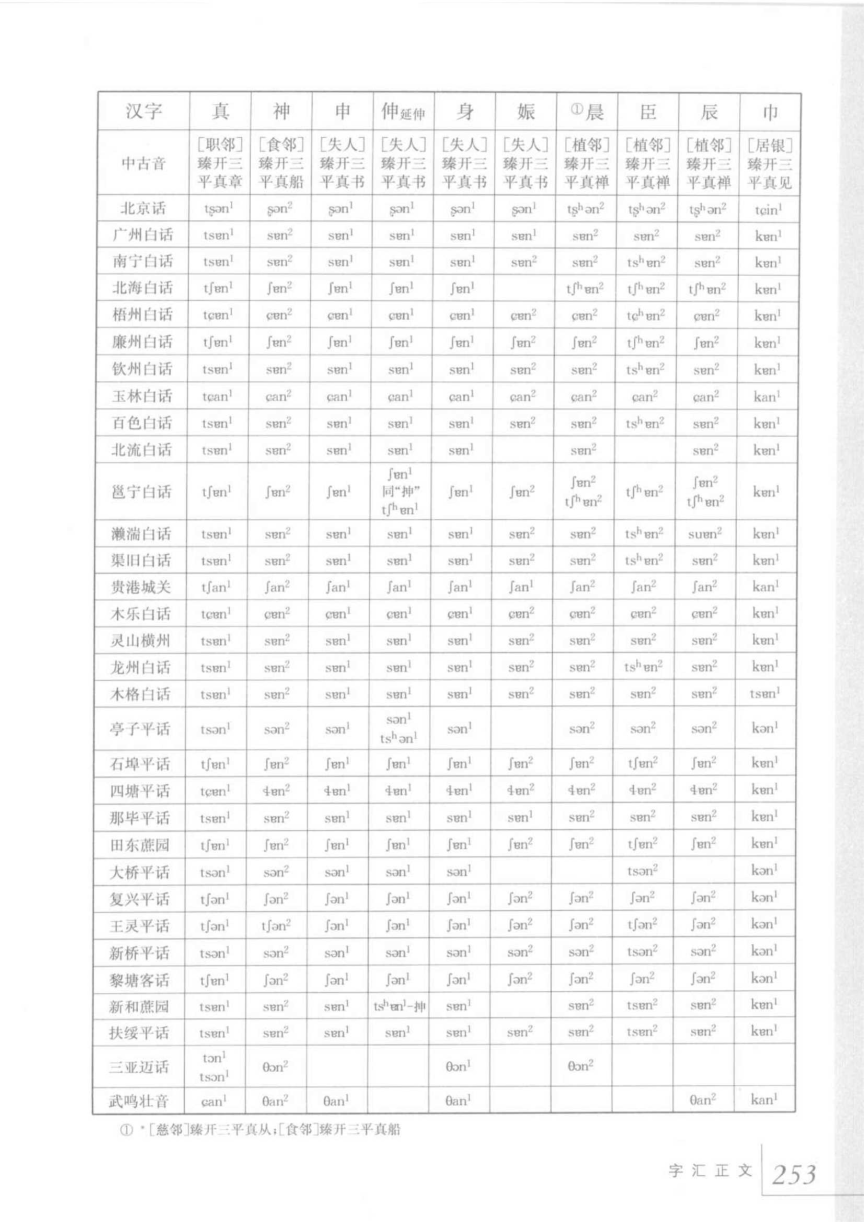 汉字 真 神 申 伸延伸 身 娠 ①晨 臣 辰 巾
中古音 [职邻]臻开三平真章 [食邻]臻开三平真船 [失人]臻开三平真书 [失人]臻开三平真书 [失人]臻开三平真书 [失人]臻开三平真书 [植邻]臻开三平真禅 [植邻]臻开三平真禅 [植邻]臻开三平真禅 [居银]臻开三平真见
北京话 tʂən¹ ʂən² ʂən¹ ʂən¹ ʂən¹ ʂən¹ tʂʰən² tʂʰən² tʂʰən² tɕin¹
广州白话 tsɐn¹ sɐn² sɐn¹ sɐn¹ sɐn¹ sɐn¹ sɐn² sɐn² sɐn² kɐn¹
南宁白话 tsɐn¹ sɐn² sɐn¹ sɐn¹ sɐn¹ sɐn² sɐn² tsʰɐn² sɐn² kɐn¹
北海白话 tʃɐn¹ ʃɐn² ʃɐn¹ ʃɐn¹ ʃɐn¹ tʃʰɐn² tʃʰɐn² tʃʰɐn² kɐn¹
梧州白话 tɕɐn¹ ɕɐn² ɕɐn¹ ɕɐn¹ ɕɐn¹ ɕɐn² ɕɐn² tɕʰɐn² ɕɐn² kɐn¹
廉州白话 tʃɐn¹ ʃɐn² ʃɐn¹ ʃɐn¹ ʃɐn¹ ʃɐn² ʃɐn² tʃʰɐn² ʃɐn² kɐn¹
钦州白话 tsɐn¹ sɐn² sɐn¹ sɐn¹ sɐn¹ sɐn² sɐn² tsʰɐn² sɐn² kɐn¹
玉林白话 tɕan¹ ɕan² ɕan¹ ɕan¹ ɕan¹ ɕan² ɕan² ɕan² ɕan² kan¹
百色白话 tsɐn¹ sɐn² sɐn¹ sɐn¹ sɐn¹ sɐn² sɐn² tsʰɐn² sɐn² kɐn¹
北流白话 tsɐn¹ sɐn² sɐn¹ sɐn¹ sɐn¹ sɐn² sɐn² kɐn¹
邕宁白话 tʃɐn¹ ʃɐn² ʃɐn¹ ʃɐn¹同“抻”tʃʰɐn¹ ʃɐn¹ ʃɐn² ʃɐn² tʃʰɐn² tʃʰɐn² ʃɐn² tʃʰɐn² kɐn¹
濑湍白话 tsɐn¹ sɐn² sɐn¹ sɐn¹ sɐn¹ sɐn² sɐn² tsʰɐn² suɐn² kɐn¹
渠旧白话 tsɐn¹ sɐn² sɐn¹ sɐn¹ sɐn¹ sɐn² sɐn² tsʰɐn² sɐn² kɐn¹
贵港城关 tʃan¹ ʃan² ʃan¹ ʃan¹ ʃan¹ ʃan¹ ʃan² ʃan² ʃan² kan¹
木乐白话 tɕɐn¹ ɕɐn² ɕɐn¹ ɕɐn¹ ɕɐn¹ ɕɐn² ɕɐn² ɕɐn² ɕɐn² kɐn¹
灵山横州 tsɐn¹ sɐn² sɐn¹ sɐn¹ sɐn¹ sɐn² sɐn² sɐn² sɐn² kɐn¹
龙州白话 tsɐn¹ sɐn² sɐn¹ sɐn¹ sɐn¹ sɐn² sɐn² tsʰɐn² sɐn² kɐn¹
木格白话 tsɐn¹ sɐn² sɐn¹ sɐn¹ sɐn¹ sɐn² sɐn² sɐn² sɐn² tsɐn¹
亭子平话 tsən¹ sən² sən¹ sən¹ tsʰən¹ sən¹ sən² sən² sən² kən¹
石埠平话 tʃɐn¹ ʃɐn² ʃɐn¹ ʃɐn¹ ʃɐn¹ ʃɐn² ʃɐn² tʃɐn² ʃɐn² kɐn¹
四塘平话 tɕɐn¹ ɬɐn² ɬɐn¹ ɬɐn¹ ɬɐn¹ ɬɐn² ɬɐn² ɬɐn² ɬɐn² kɐn¹
那毕平话 tsɐn¹ sɐn² sɐn¹ sɐn¹ sɐn¹ sɐn¹ sɐn² sɐn² sɐn² kɐn¹
田东蔗园 tʃɐn¹ ʃɐn² ʃɐn¹ ʃɐn¹ ʃɐn¹ ʃɐn² ʃɐn² tʃɐn² ʃɐn² kɐn¹
大桥平话 tsən¹ sən² sən¹ sən¹ sən¹ tsən² kən¹
复兴平话 tʃən¹ ʃən² ʃən¹ ʃən¹ ʃən¹ ʃən² ʃən² ʃən² ʃən² kən¹
王灵平话 tʃən¹ tʃən² ʃən¹ ʃən¹ ʃən¹ ʃən² ʃən² tʃən² ʃən² kən¹
新桥平话 tsən¹ sən² sən¹ sən¹ sən¹ sən² sən² tsən² sən² kən¹
黎塘客话 tʃɐn¹ ʃən² ʃən¹ ʃən¹ ʃən¹ ʃən² ʃən² ʃən² ʃən² kən¹
新和蔗园 tsɐn¹ sɐn² sɐn¹ tsʰɐn¹-抻 sɐn¹ sɐn² tsɐn² sɐn² kɐn¹
扶绥平话 tsɐn¹ sɐn² sɐn¹ sɐn¹ sɐn¹ sɐn² sɐn² tsɐn² sɐn² kɐn¹
三亚迈话 tɔn¹ tsɔn¹ θɔn² θɔn¹ θɔn²
武鸣壮音 ɕan¹ θan² θan¹ θan¹ θan² kan¹
① *[慈邻]臻开三平真从;[食邻]臻开三平真船
字汇正文 253